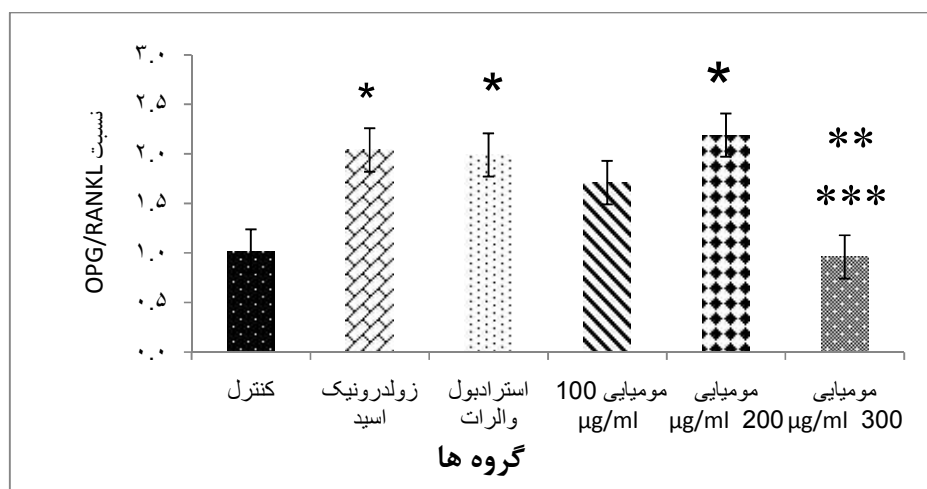 نسبت OPG/RANKL
۳.۰
۲.۵
۲.۰
۱.۵
۱.۰
۰.۵
۰.۰
*
*
*
**
***
کنترل
زولدرونیک
اسید
استرادبول
والرات
مومیایی 100
µg/ml
مومیایی
200 µg/ml
مومیایی
300 µg/ml
گروه ها